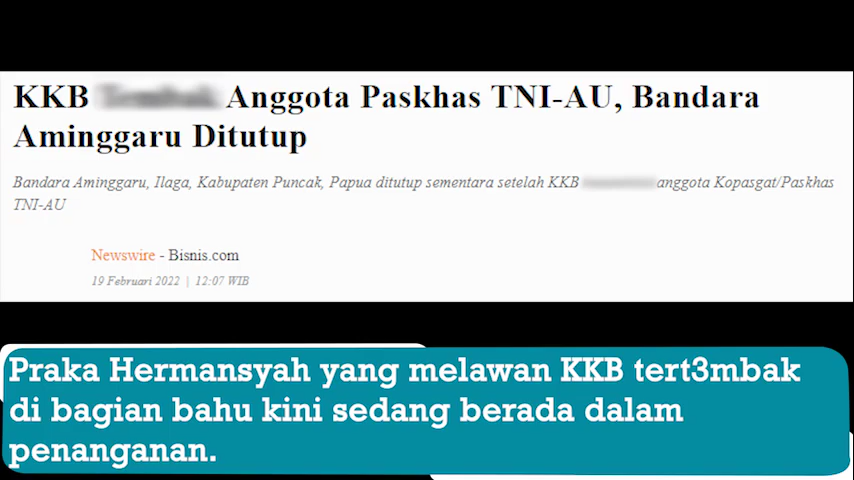 KKB Anggota Paskhas TNI-AU, Bandara
Aminggaru Ditutup
Bandara Aminggaru, Ilaga, Kabupaten Puncak, Papua ditutup sementara setelah KKB anggota Kopasgat/Paskhas
TNI-AU
Newswire - Bisnis.com
19 Februari 2022 | 12:07 WIB
Praka Hermansyah yang melawan KKB tert3mbak
di bagian bahu kini sedang berada dalam
penanganan.